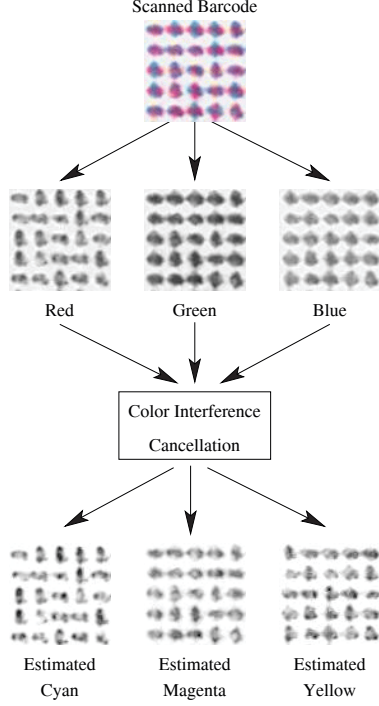 Scanned Barcode
Red
Green
Blue
Color Interference
Cancellation
Estimated
Cyan
Estimated
Magenta
Estimated
Yellow